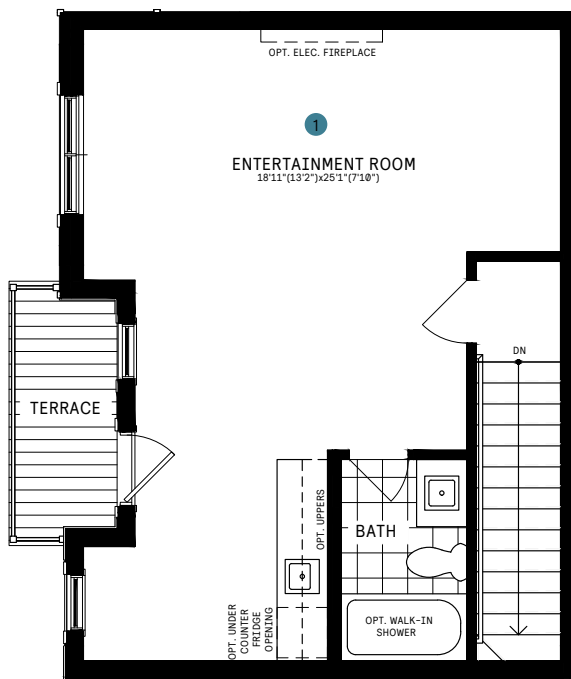 OPT. ELEC. FIREPLACE
1
ENTERTAINMENT ROOM
18'11"(13'2")x25'1"(7'10")
DN
TERRACE
OPT. UPPERS
BATH
OPT. UNDER
COUNTER
FRIDGE
OPENING
OPT. WALK-IN
SHOWER